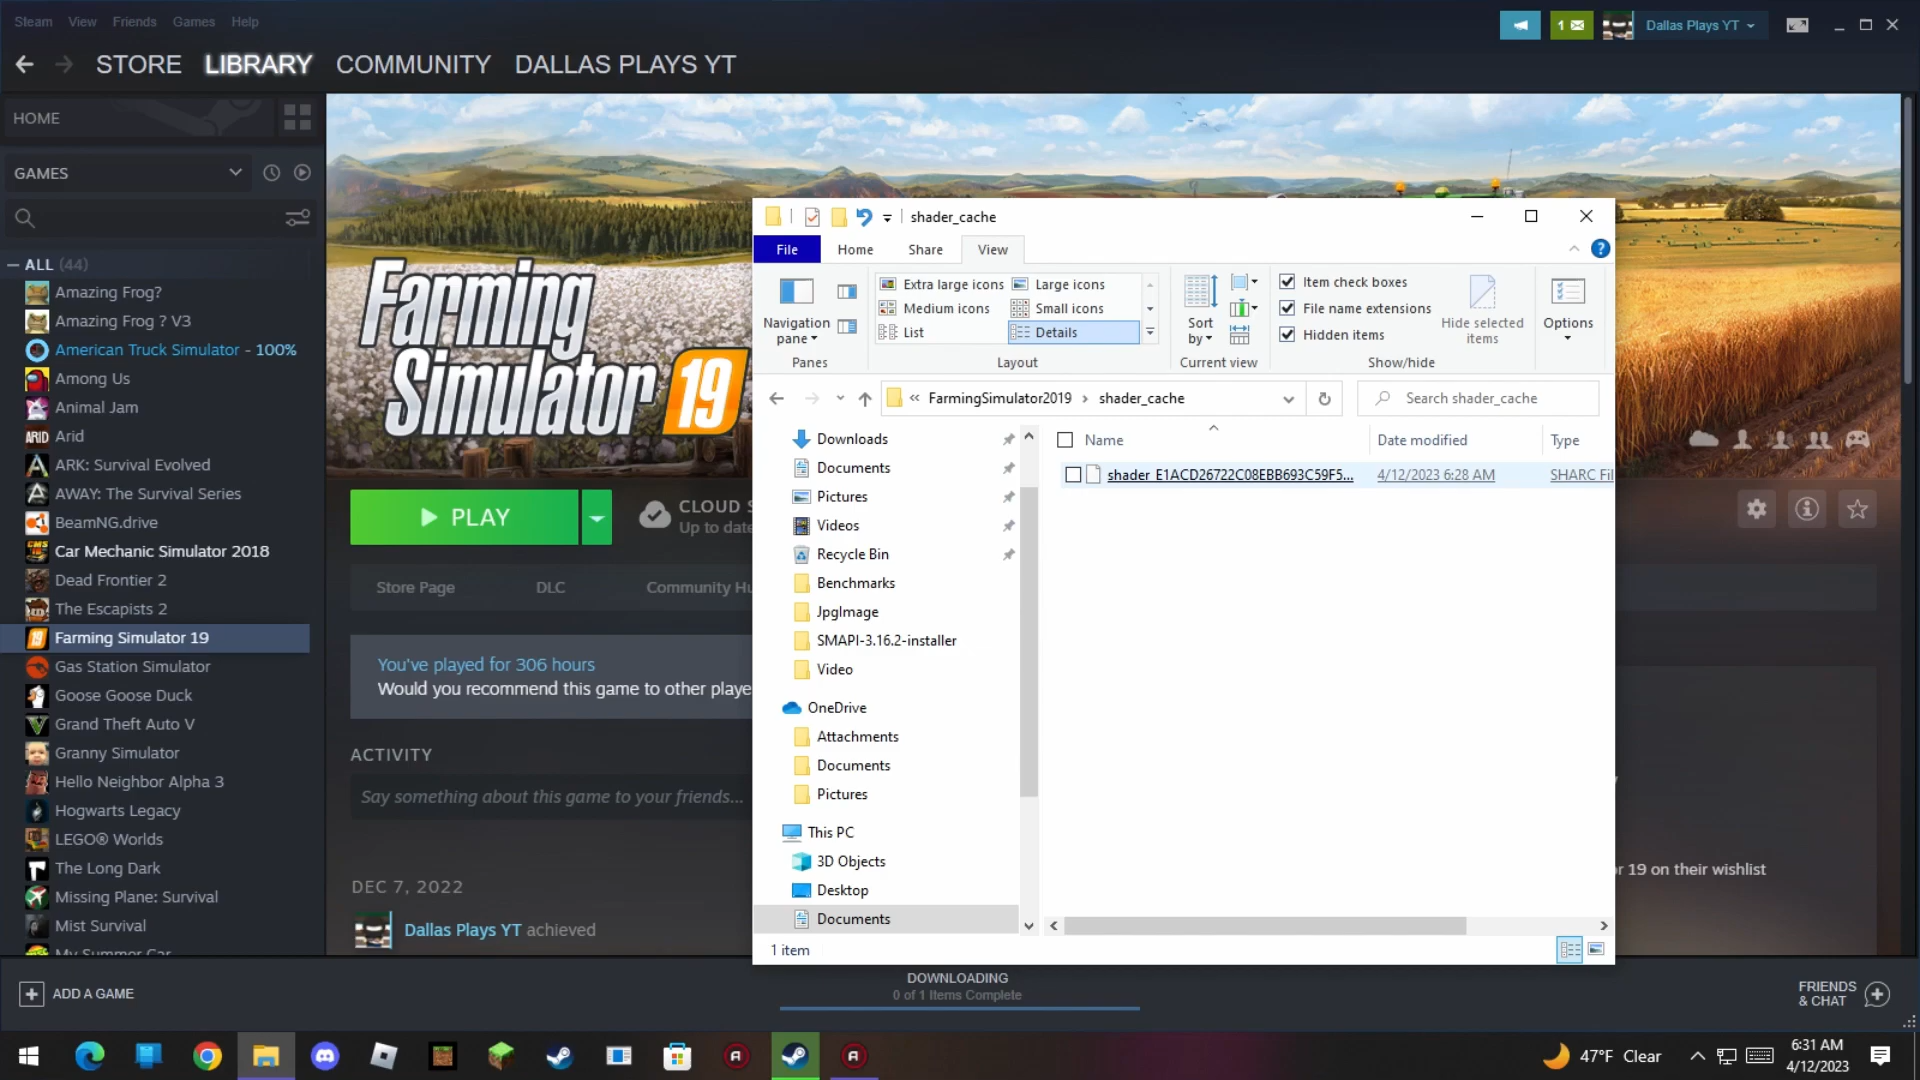 Steam View Friends Games Help
1
Dallas Plays YT
STORE LIBRARY COMMUNITY DALLAS PLAYS YT
HOME
GAMES
ALL (44)
Amazing Frog?
Amazing Frog ? V3
American Truck Simulator - 100%
Among Us
Animal Jam
ARID Arid
ARK: Survival Evolved
AWAY: The Survival Series
BeamNG.drive
CMS Car Mechanic Simulator 2018
Dead Frontier 2
The Escapists 2
19 Farming Simulator 19
Gas Station Simulator
Goose Goose Duck
Grand Theft Auto V
Granny Simulator
Hello Neighbor Alpha 3
Hogwarts Legacy
LEGO® Worlds
The Long Dark
Missing Plane: Survival
Mist Survival
My Summer Car
Farming
Simulator 19
PLAY
CLOUD S
Up to date
Store Page DLC Community Hu
You've played for 306 hours
Would you recommend this game to other playe
ACTIVITY
Say something about this game to your friends...
DEC 7, 2022
Dallas Plays YT achieved
r 19 on their wishlist
shader_cache
File Home Share View
?
Navigation
pane
Panes
Extra large icons Large icons
Medium icons Small icons
List Details
Layout
Sort
by
Current view
Item check boxes
File name extensions
Hidden items
Hide selected
items
Show/hide
Options
« FarmingSimulator2019 › shader_cache
Search shader_cache
Downloads
Documents
Pictures
Videos
Recycle Bin
Benchmarks
JpgImage
SMAPI-3.16.2-installer
Video
OneDrive
Attachments
Documents
Pictures
This PC
3D Objects
Desktop
Documents
Name Date modified Type
shader_E1ACD26722C08EBB693C59F5... 4/12/2023 6:28 AM SHARC Fil
1 item
DOWNLOADING
0 of 1 Items Complete
ADD A GAME
FRIENDS
& CHAT
47°F Clear
6:31 AM
4/12/2023